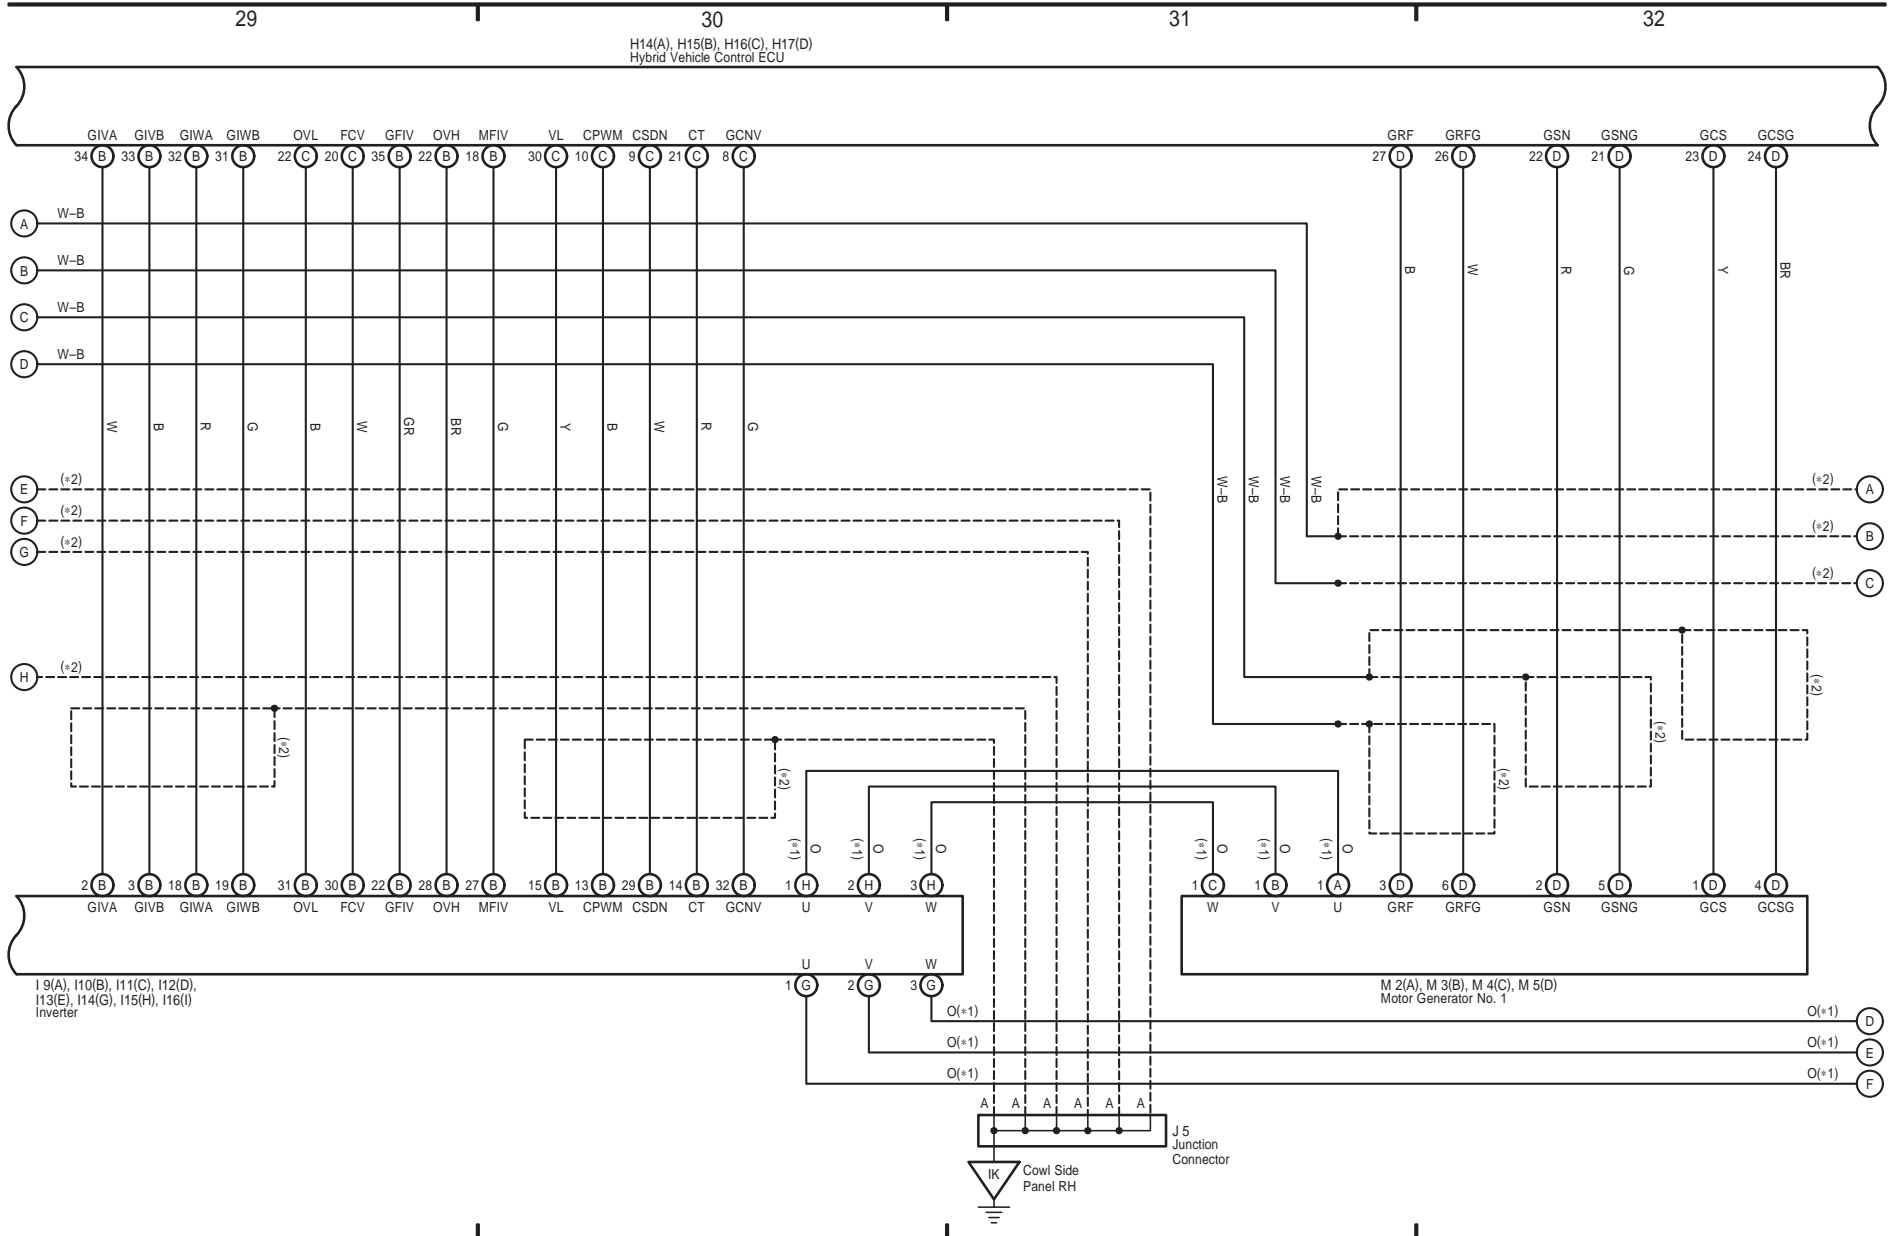 29 30 31 32
H14(A), H15(B), H16(C), H17(D)
Hybrid Vehicle Control ECU
GIVA GIVB GIWA GIWB OVL FCV GFIV OVH MFIV VL CPWM CSDN CT GCNV GRF GRFG GSN GSNG GCS GCSG
34 B 33 B 32 B 31 B 22 C 20 C 35 B 22 B 18 B 30 C 10 C 9 C 21 C 8 C 27 D 26 D 22 D 21 D 23 D 24 D
A W–B
B W–B
B W R G Y BR
C W–B
D W–B
W B R G B W GR BR G Y B W R G
E (*2) W–B W–B W–B W–B (*2) A
F (*2)
(*2) B
G (*2)
(*2) C
H (*2)
(*2)
(*2) (*2)
(*2) (*2)
(*1) O (*1) O (*1) O (*1) O (*1) O (*1) O
2 B 3 B 18 B 19 B 31 B 30 B 22 B 28 B 27 B 15 B 13 B 29 B 14 B 32 B 1 H 2 H 3 H 1 C 1 B 1 A 3 D 6 D 2 D 5 D 1 D 4 D
GIVA GIVB GIWA GIWB OVL FCV GFIV OVH MFIV VL CPWM CSDN CT GCNV U V W W V U GRF GRFG GSN GSNG GCS GCSG
U V W
1 G 2 G 3 G
I 9(A), I10(B), I11(C), I12(D),
I13(E), I14(G), I15(H), I16(I)
Inverter
M 2(A), M 3(B), M 4(C), M 5(D)
Motor Generator No. 1
O(*1) O(*1) D
O(*1) O(*1) E
O(*1) O(*1) F
A A A A A A
J 5
Junction
Connector
IK
Cowl Side
Panel RH